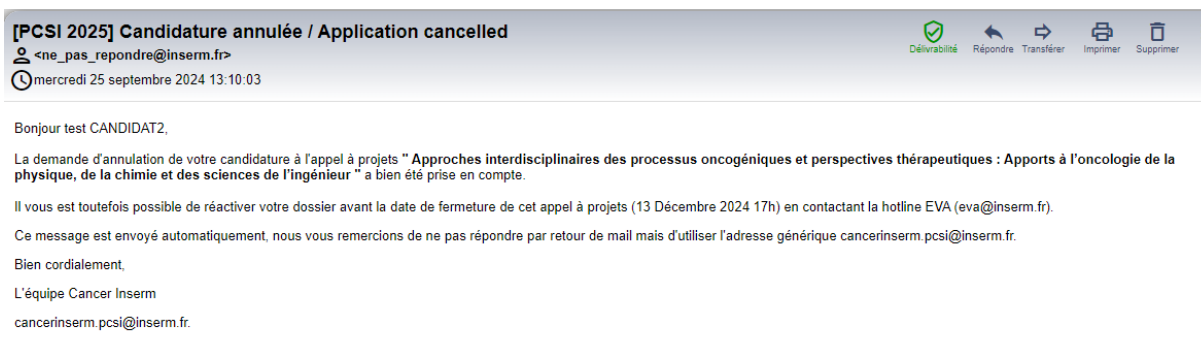 [PCSI 2025] Candidature annulée / Application cancelled
<ne_pas_repondre@inserm.fr>
mercredi 25 septembre 2024 13:10:03
Délivrabilité Répondre Transférer Imprimer Supprimer
Bonjour test CANDIDAT2,
La demande d'annulation de votre candidature à l'appel à projets " Approches interdisciplinaires des processus oncogéniques et perspectives thérapeutiques : Apports à l’oncologie de la
physique, de la chimie et des sciences de l’ingénieur " a bien été prise en compte.
Il vous est toutefois possible de réactiver votre dossier avant la date de fermeture de cet appel à projets (13 Décembre 2024 17h) en contactant la hotline EVA (eva@inserm.fr).
Ce message est envoyé automatiquement, nous vous remercions de ne pas répondre par retour de mail mais d'utiliser l'adresse générique cancerinserm.pcsi@inserm.fr.
Bien cordialement,
L'équipe Cancer Inserm
cancerinserm.pcsi@inserm.fr.